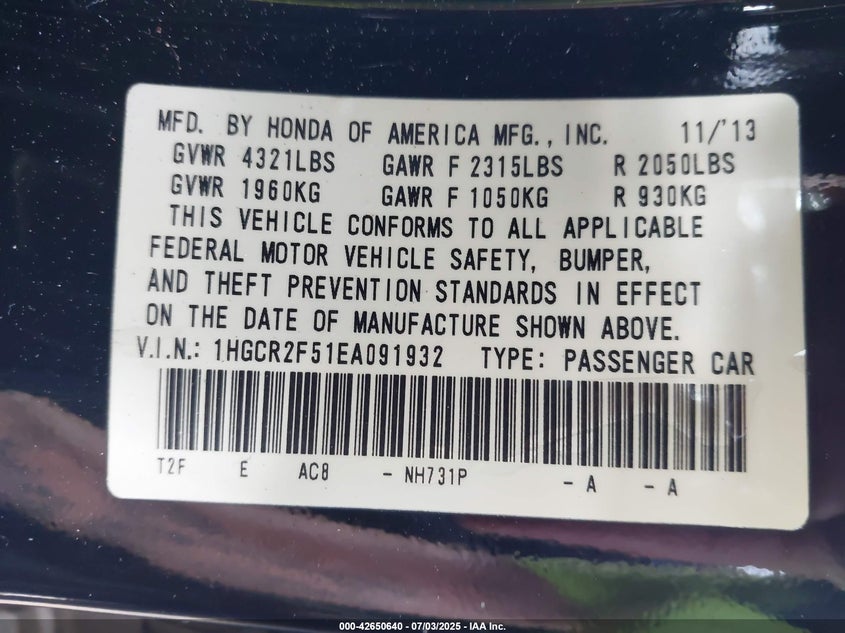 MFD. BY HONDA OF AMERICA MFG., INC. 11/'13
GVWR 4321LBS GAWR F 2315LBS R 2050LBS
GVWR 1960KG GAWR F 1050KG R 930KG
THIS VEHICLE CONFORMS TO ALL APPLICABLE
FEDERAL MOTOR VEHICLE SAFETY, BUMPER,
AND THEFT PREVENTION STANDARDS IN EFFECT
ON THE DATE OF MANUFACTURE SHOWN ABOVE.
V.I.N.: 1HGCR2F51EA091932 TYPE: PASSENGER CAR
T2F E AC8 - NH731P - A - A
000-42650640 - 07/03/2025 - IAA Inc.